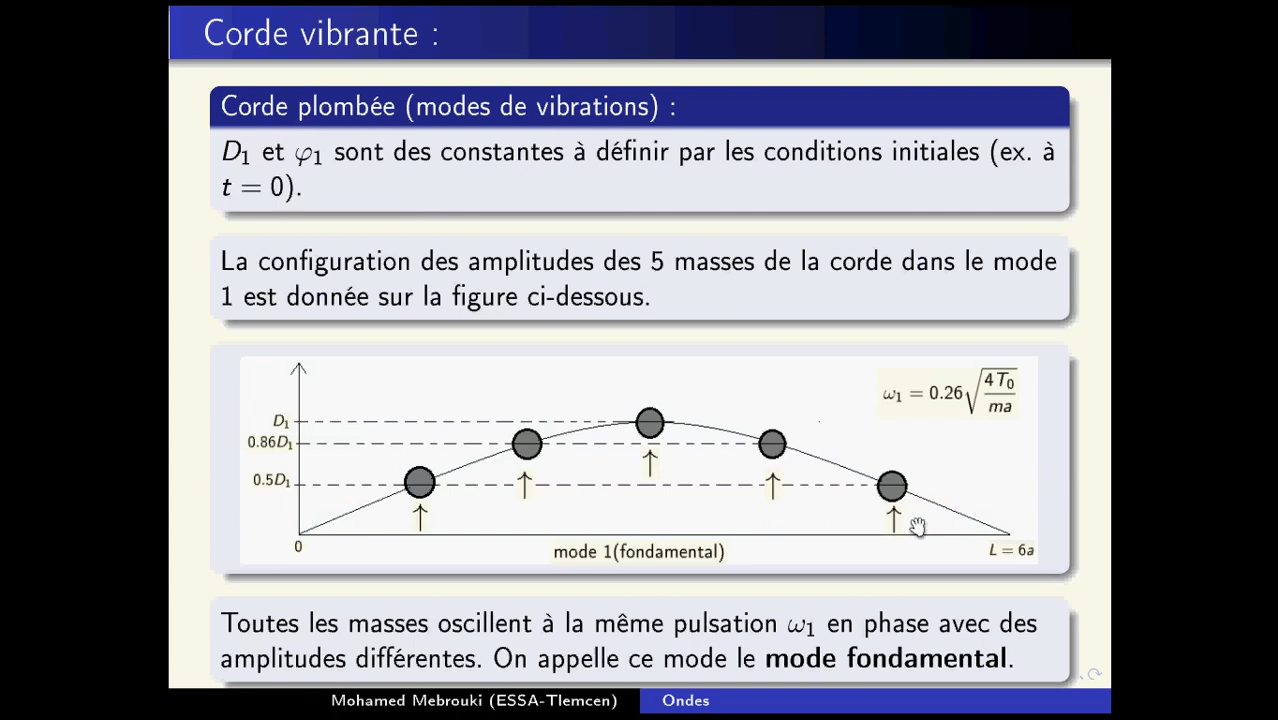 Corde vibrante :
Corde plombée (modes de vibrations) :
D₁ et φ₁ sont des constantes à définir par les conditions initiales (ex. à
t = 0).
La configuration des amplitudes des 5 masses de la corde dans le mode
1 est donnée sur la figure ci-dessous.
ω₁ = 0.26√(4T₀/ma)
D₁
0.86D₁
0.5D₁
0
mode 1(fondamental)
L = 6a
Toutes les masses oscillent à la même pulsation ω₁ en phase avec des
amplitudes différentes. On appelle ce mode le mode fondamental.
Mohamed Mebrouki (ESSA-Tlemcen)
Ondes